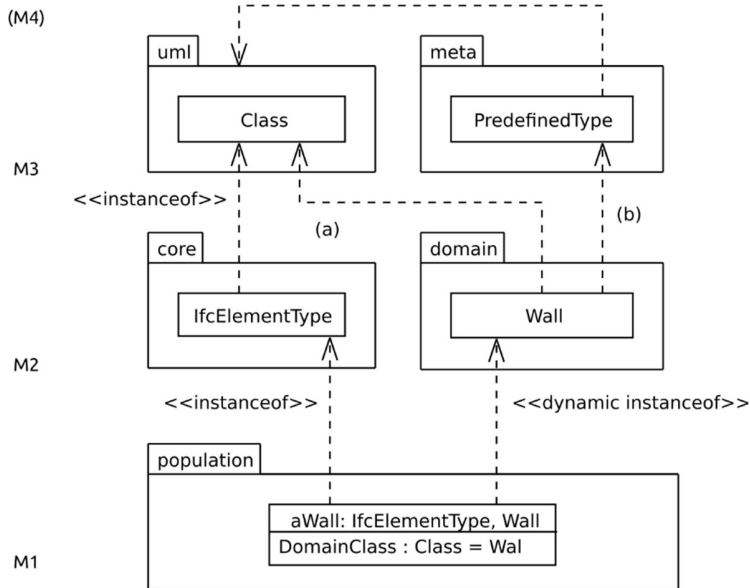 (M4)
uml
meta
Class
PredefinedType
M3
<<instanceof>>
(a)
(b)
core
domain
IfcElementType
Wall
M2
<<instanceof>>
<<dynamic instanceof>>
population
aWall: IfcElementType, Wall
DomainClass : Class = Wal
M1